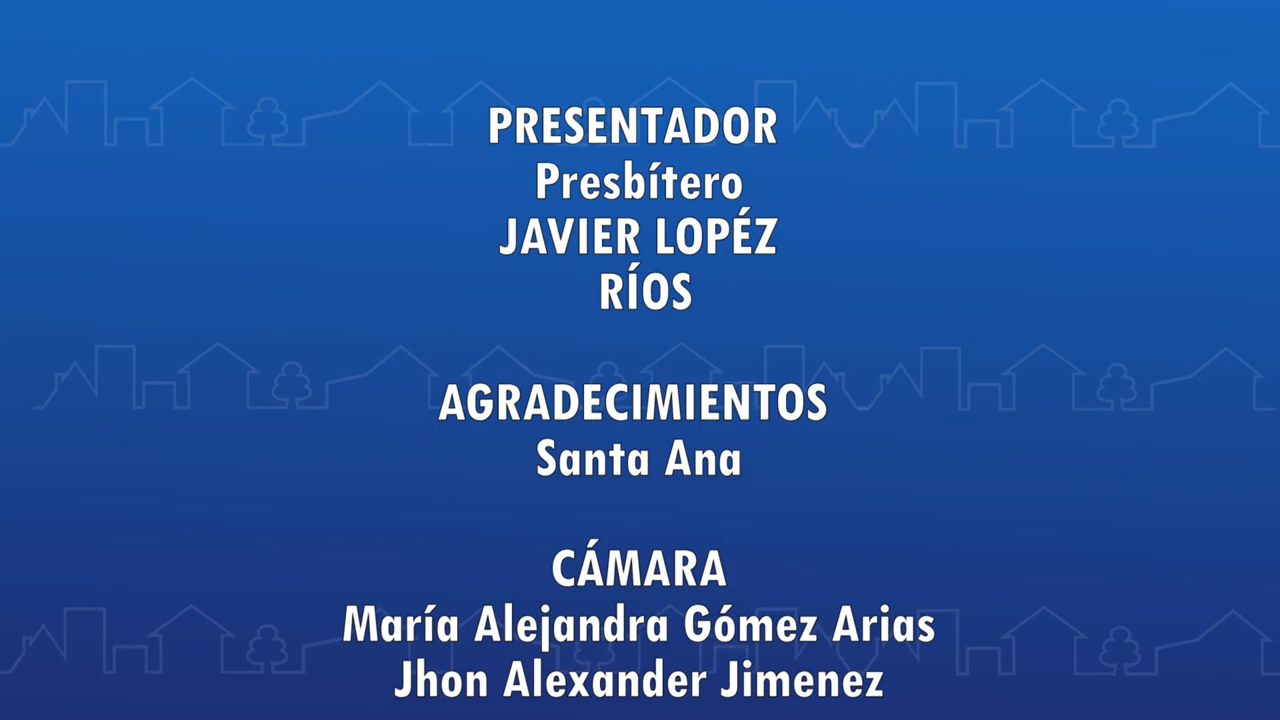 PRESENTADOR
Presbítero
JAVIER LOPÉZ
RÍOS
AGRADECIMIENTOS
Santa Ana
CÁMARA
María Alejandra Gómez Arias
Jhon Alexander Jimenez